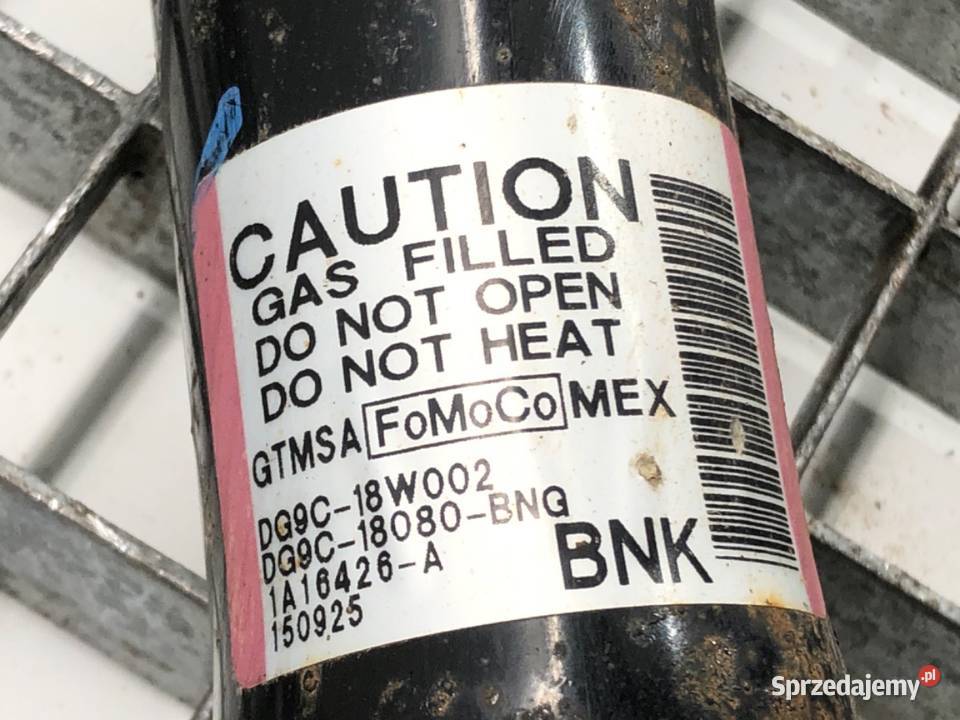 CAUTION
GAS FILLED
DO NOT OPEN
DO NOT HEAT
GTMSA FoMoCo MEX
DG9C-18W002
DG9C-18080-BNG
1A16426-A
150925
BNK
Sprzedajemy.pl